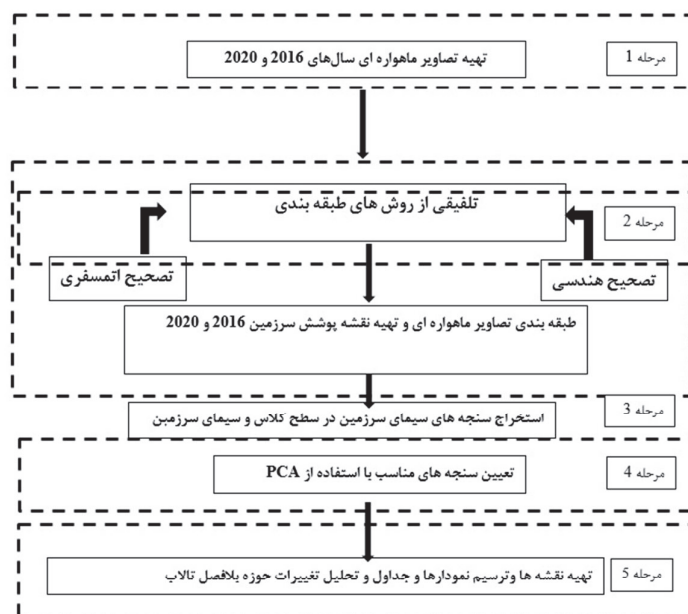 مرحله 1
تهیه تصاویر ماهواره ای سال‌های 2016 و 2020
تلفیقی از روش های طبقه بندی
مرحله 2
تصحیح هندسی
تصحیح اتمسفری
طبقه بندی تصاویر ماهواره ای و تهیه نقشه پوشش سرزمین 2016 و 2020
مرحله 3
استخراج سنجه های سیمای سرزمین در سطح کلاس و سیمای سرزمین
مرحله 4
تعیین سنجه های مناسب با استفاده از PCA
مرحله 5
تهیه نقشه ها وترسیم نمودارها و جداول و تحلیل تغییرات حوزه بلافصل تالاب